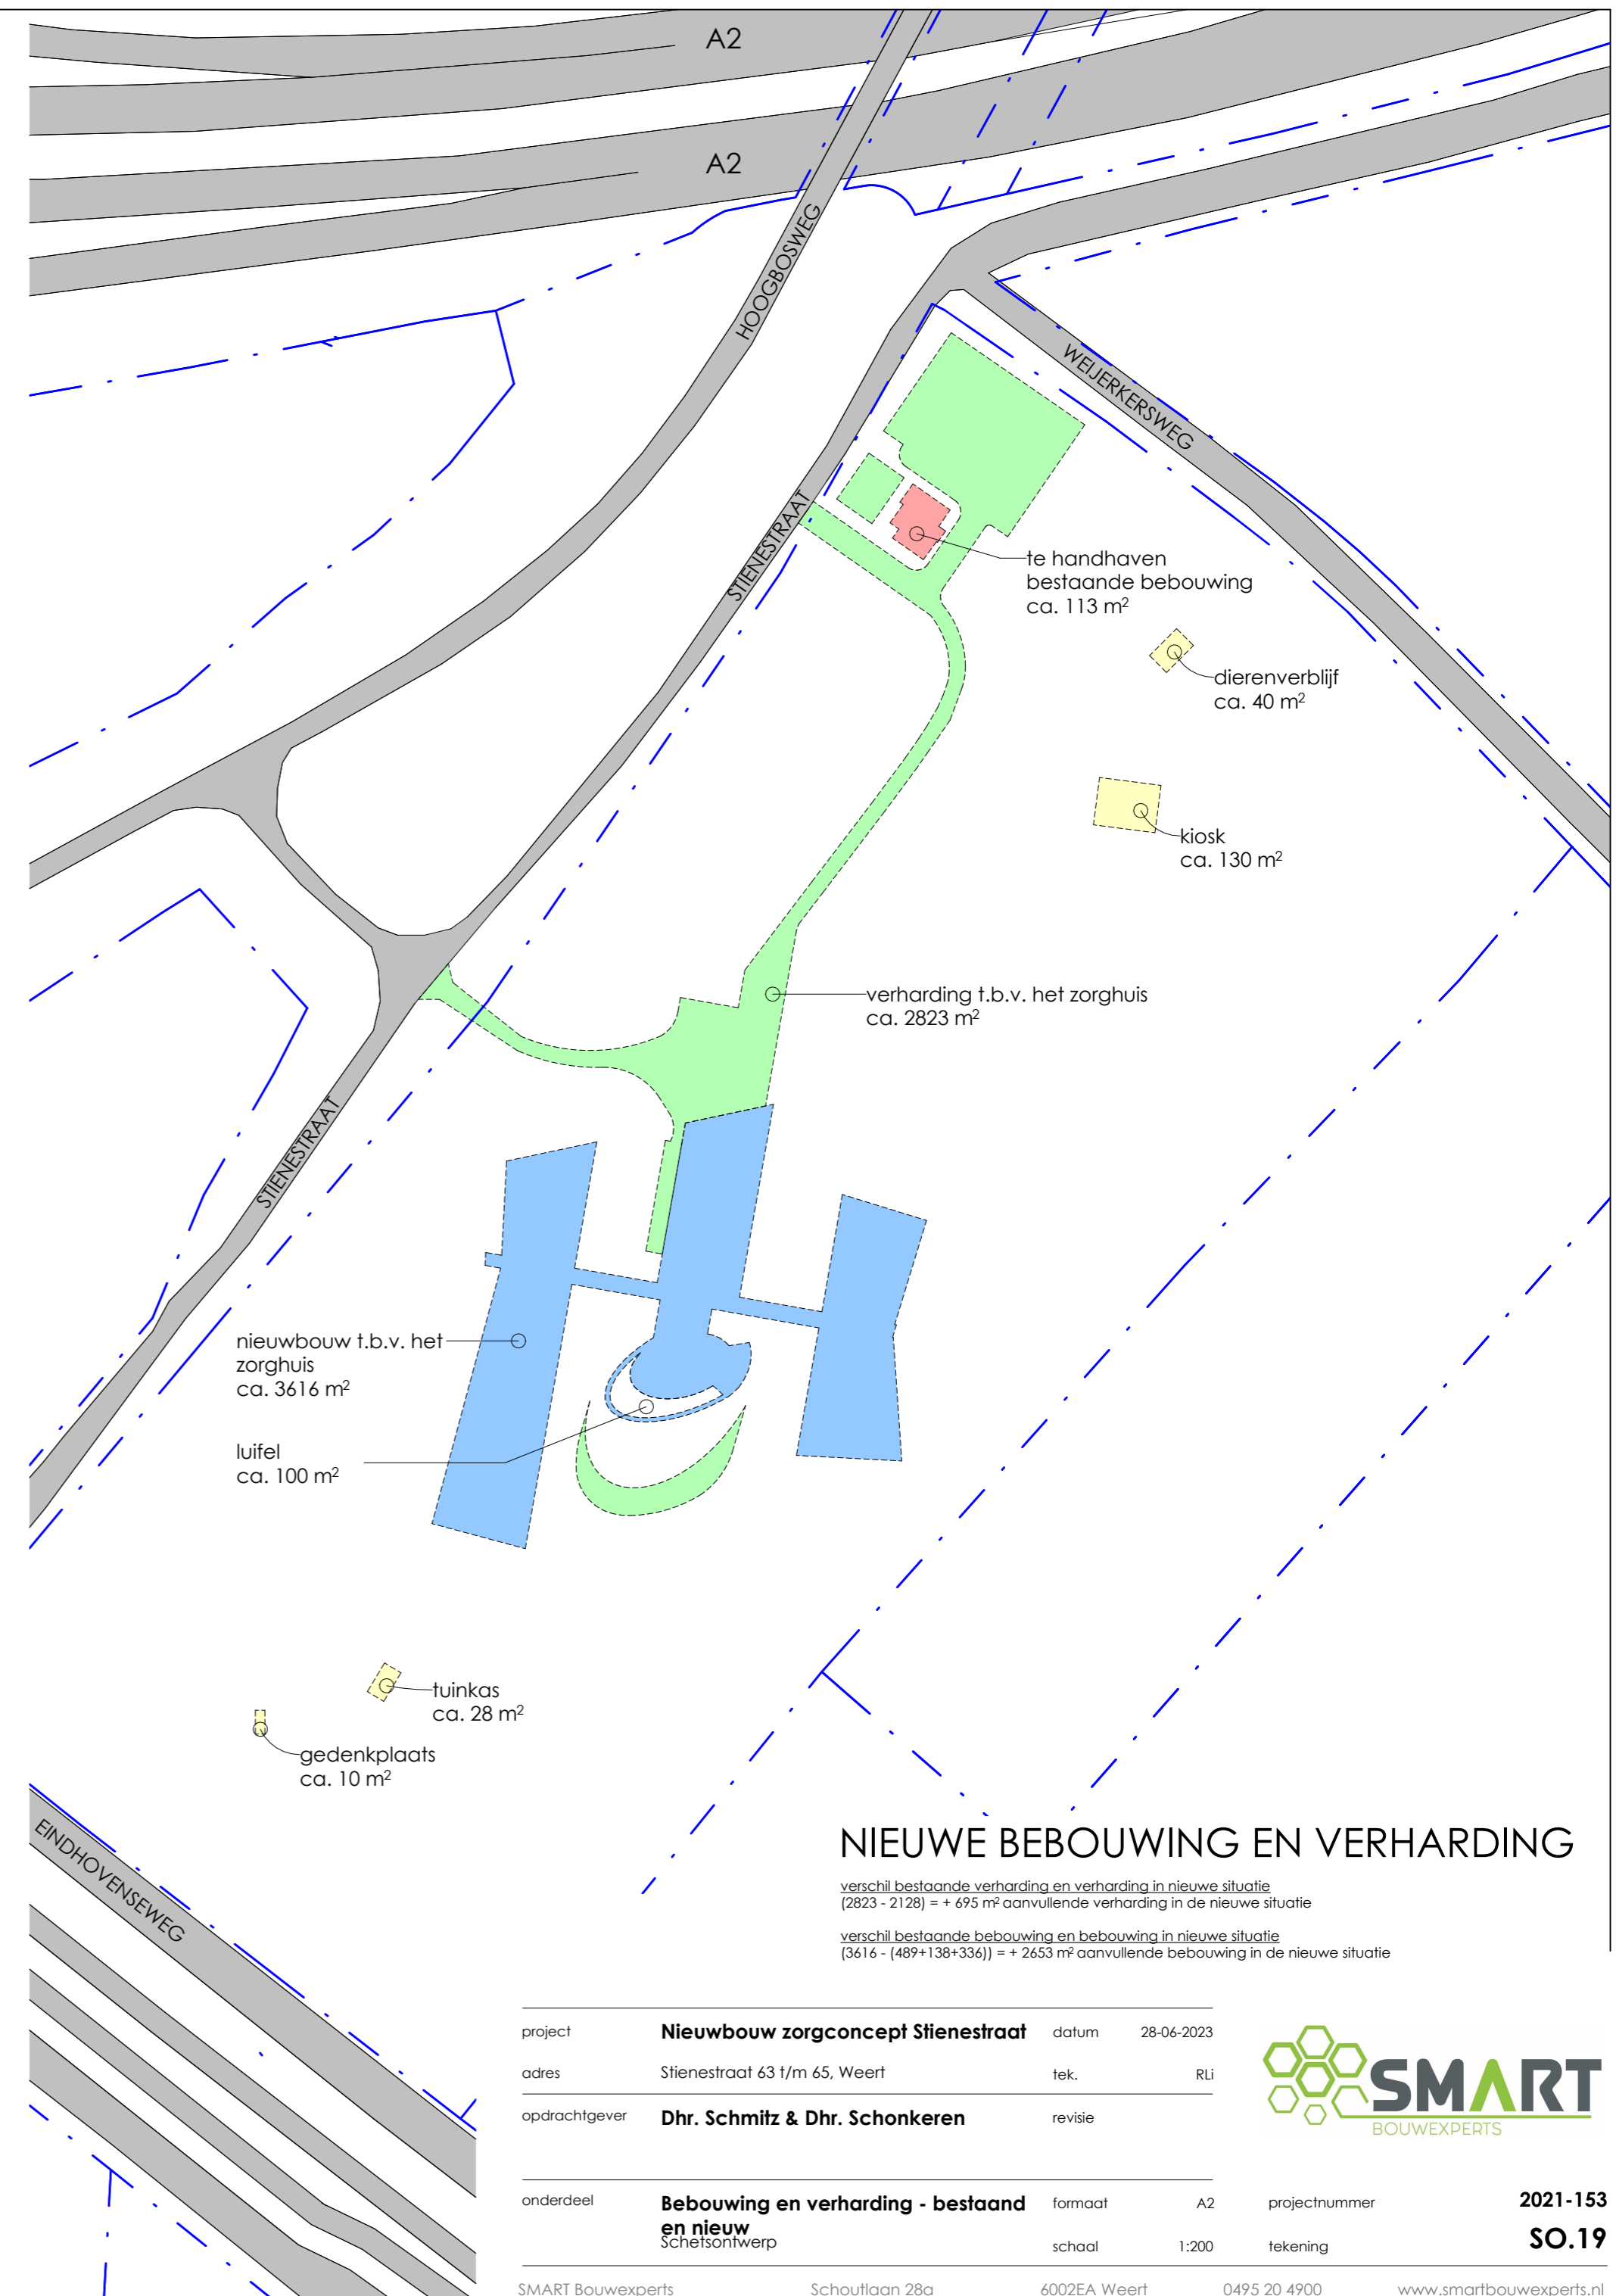 A2
A2
HOOGBOSWEG
WEIJERKERSWEG
STIENESTRAAT
te handhaven
bestaande bebouwing
ca. 113 m²
dierenverblijf
ca. 40 m²
kiosk
ca. 130 m²
verharding t.b.v. het zorghuis
ca. 2823 m²
STIENESTRAAT
nieuwbouw t.b.v. het
zorghuis
ca. 3616 m²
luifel
ca. 100 m²
tuinkas
ca. 28 m²
gedenkplaats
ca. 10 m²
EINDHOVENSEWEG
NIEUWE BEBOUWING EN VERHARDING
verschil bestaande verharding en verharding in nieuwe situatie
(2823 - 2128) = + 695 m² aanvullende verharding in de nieuwe situatie
verschil bestaande bebouwing en bebouwing in nieuwe situatie
(3616 - (489+138+336)) = + 2653 m² aanvullende bebouwing in de nieuwe situatie
project Nieuwbouw zorgconcept Stienestraat datum 28-06-2023
adres Stienestraat 63 t/m 65, Weert tek. RLi
opdrachtgever Dhr. Schmitz & Dhr. Schonkeren revisie
SMART
BOUWEXPERTS
onderdeel Bebouwing en verharding - bestaand formaat A2 projectnummer 2021-153
en nieuw
Schetsontwerp schaal 1:200 tekening SO.19
SMART Bouwexperts Schoutlaan 28a 6002EA Weert 0495 20 4900 www.smartbouwexperts.nl